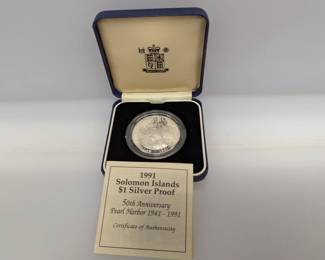 1991
Solomon Islands
$1 Silver Proof
50th Anniversary
Pearl Harbor 1941 - 1991
Certificate of Authenticity